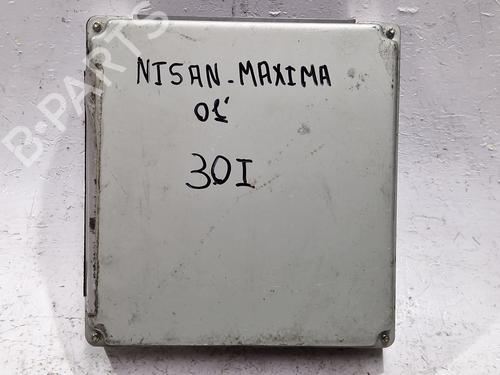 B-PARTS
NISAN-MAXIMA
01'
30I